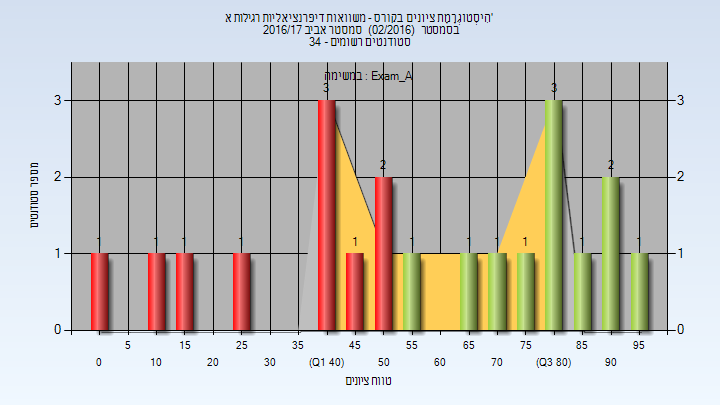 היסטוגרמת ציונים בקורס - משוואות דיפרנציאליות רגילות א'
בסמסטר (02/2016) סמסטר אביב 2016/17
סטודנטים רשומים - 34
במשימה : Exam_A
3 3
3 3
2 2
2 2
1 1 1 1 1 1 1 1 1 1 1
1 1
0 0
מספר סטודנטים
5 15 25 35 45 55 65 75 85 95
0 10 20 30 (Q1 40) 50 60 70 (Q3 80) 90
טווח ציונים